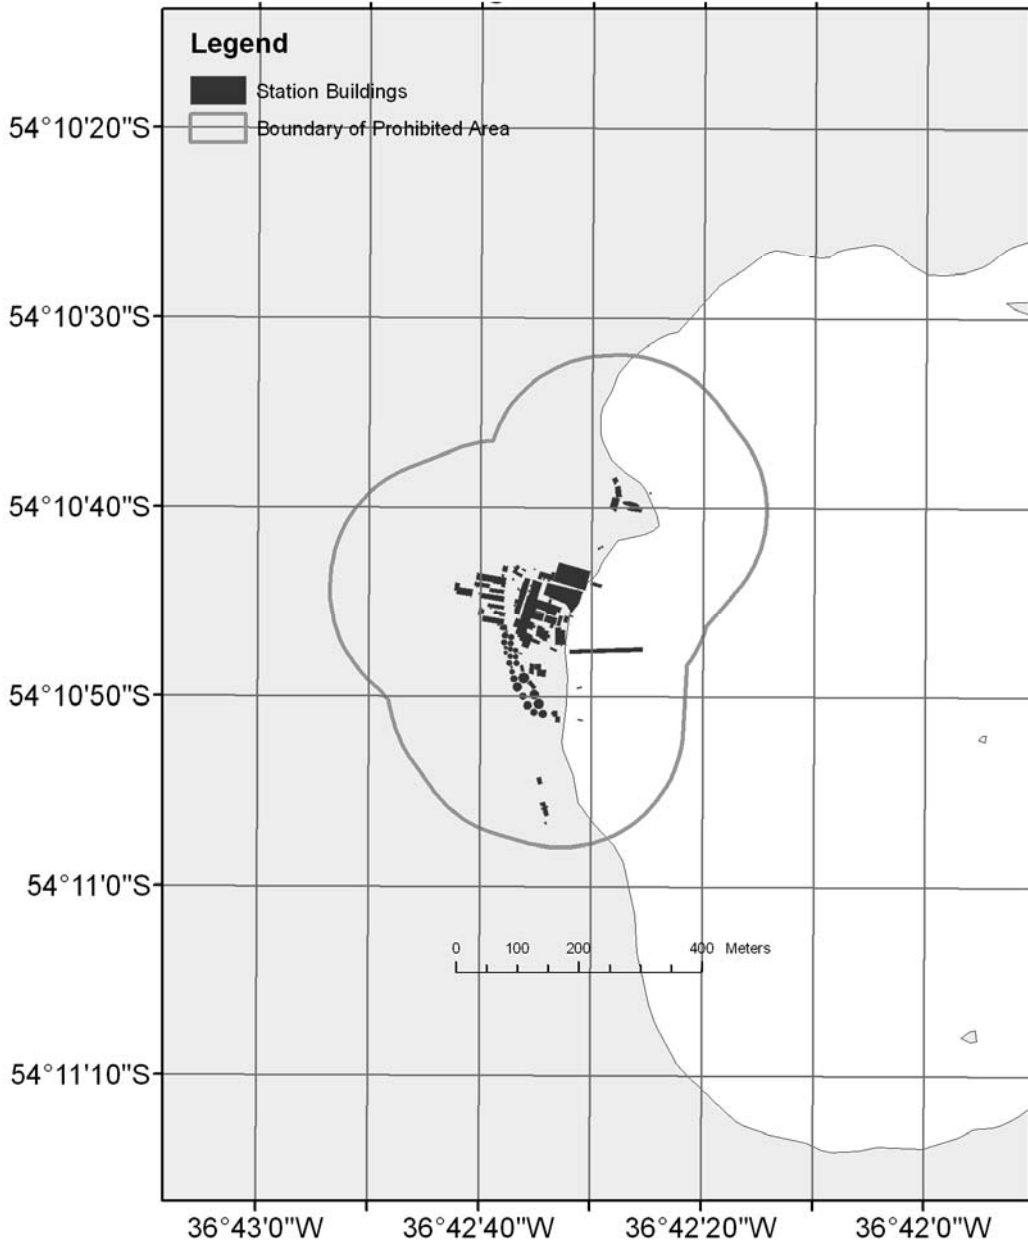 Legend
Station Buildings
Boundary of Prohibited Area
54°10'20"S
54°10'30"S
54°10'40"S
54°10'50"S
54°11'0"S
0 100 200 400 Meters
54°11'10"S
36°43'0"W 36°42'40"W 36°42'20"W 36°42'0"W